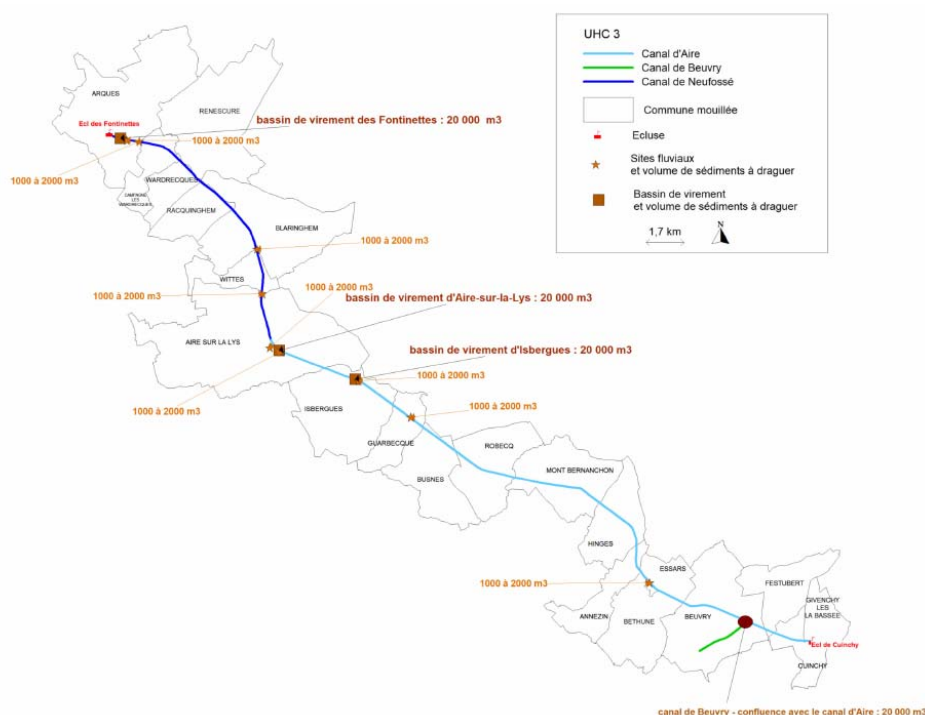 UHC 3
Canal d'Aire
Canal de Beuvry
Canal de Neufossé
Commune mouillée
Ecluse
Sites fluviaux
et volume de sédiments à draguer
Bassin de virement
et volume de sédiments à draguer
1,7 km
N
ARQUES
RENESCURE
Ecl des Fontinettes
bassin de virement des Fontinettes : 20 000 m3
1000 à 2000 m3
1000 à 2000 m3
WARDRECQUES
CAMPAGNE
LES
WARDRECQUES
RACQUINGHEM
BLARINGHEM
1000 à 2000 m3
WITTES
1000 à 2000 m3
1000 à 2000 m3
bassin de virement d'Aire-sur-la-Lys : 20 000 m3
AIRE SUR LA LYS
bassin de virement d'Isbergues : 20 000 m3
1000 à 2000 m3
1000 à 2000 m3
ISBERGUES
1000 à 2000 m3
GUARBECQUE
ROBECQ
BUSNES
MONT BERNANCHON
HINGES
1000 à 2000 m3
ESSARS
FESTUBERT
GIVENCHY
LES
LA BASSEE
ANNEZIN
BETHUNE
BEUVRY
Ecl de Cuinchy
CUINCHY
canal de Beuvry - confluence avec le canal d'Aire : 20 000 m3